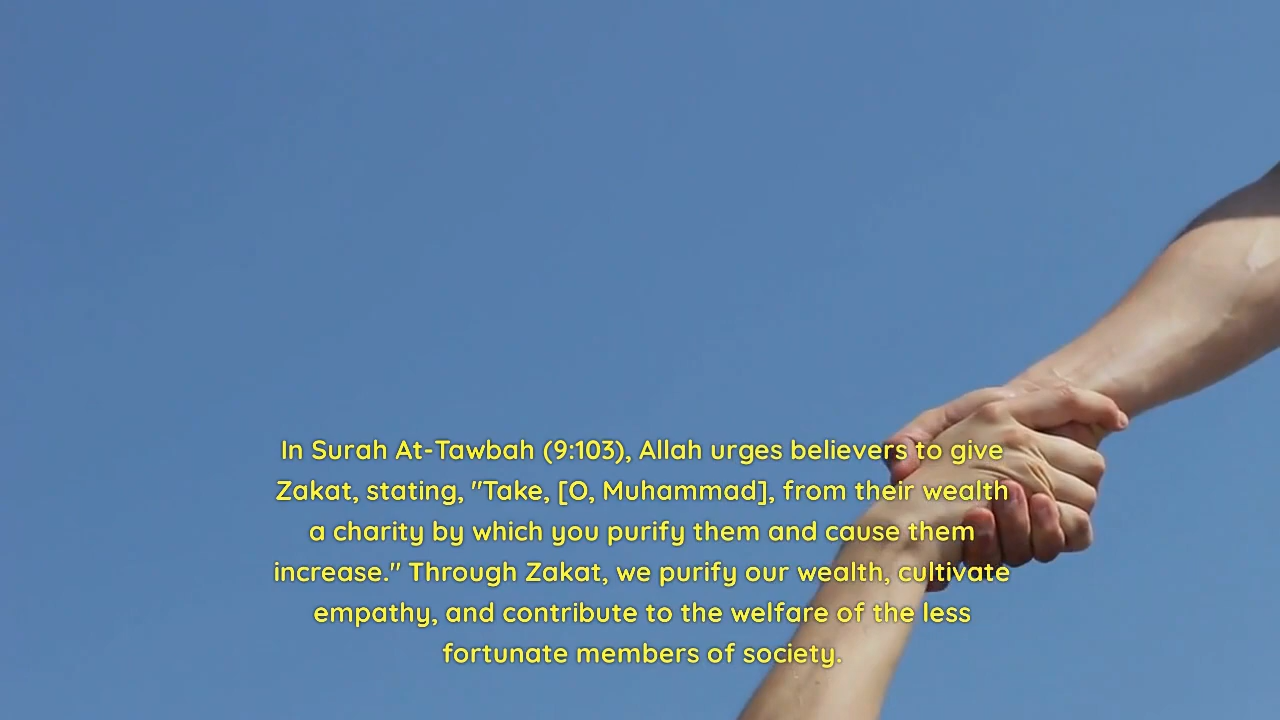 In Surah At-Tawbah (9:103), Allah urges believers to give
Zakat, stating, "Take, [O, Muhammad], from their wealth
a charity by which you purify them and cause them
increase." Through Zakat, we purify our wealth, cultivate
empathy, and contribute to the welfare of the less
fortunate members of society.